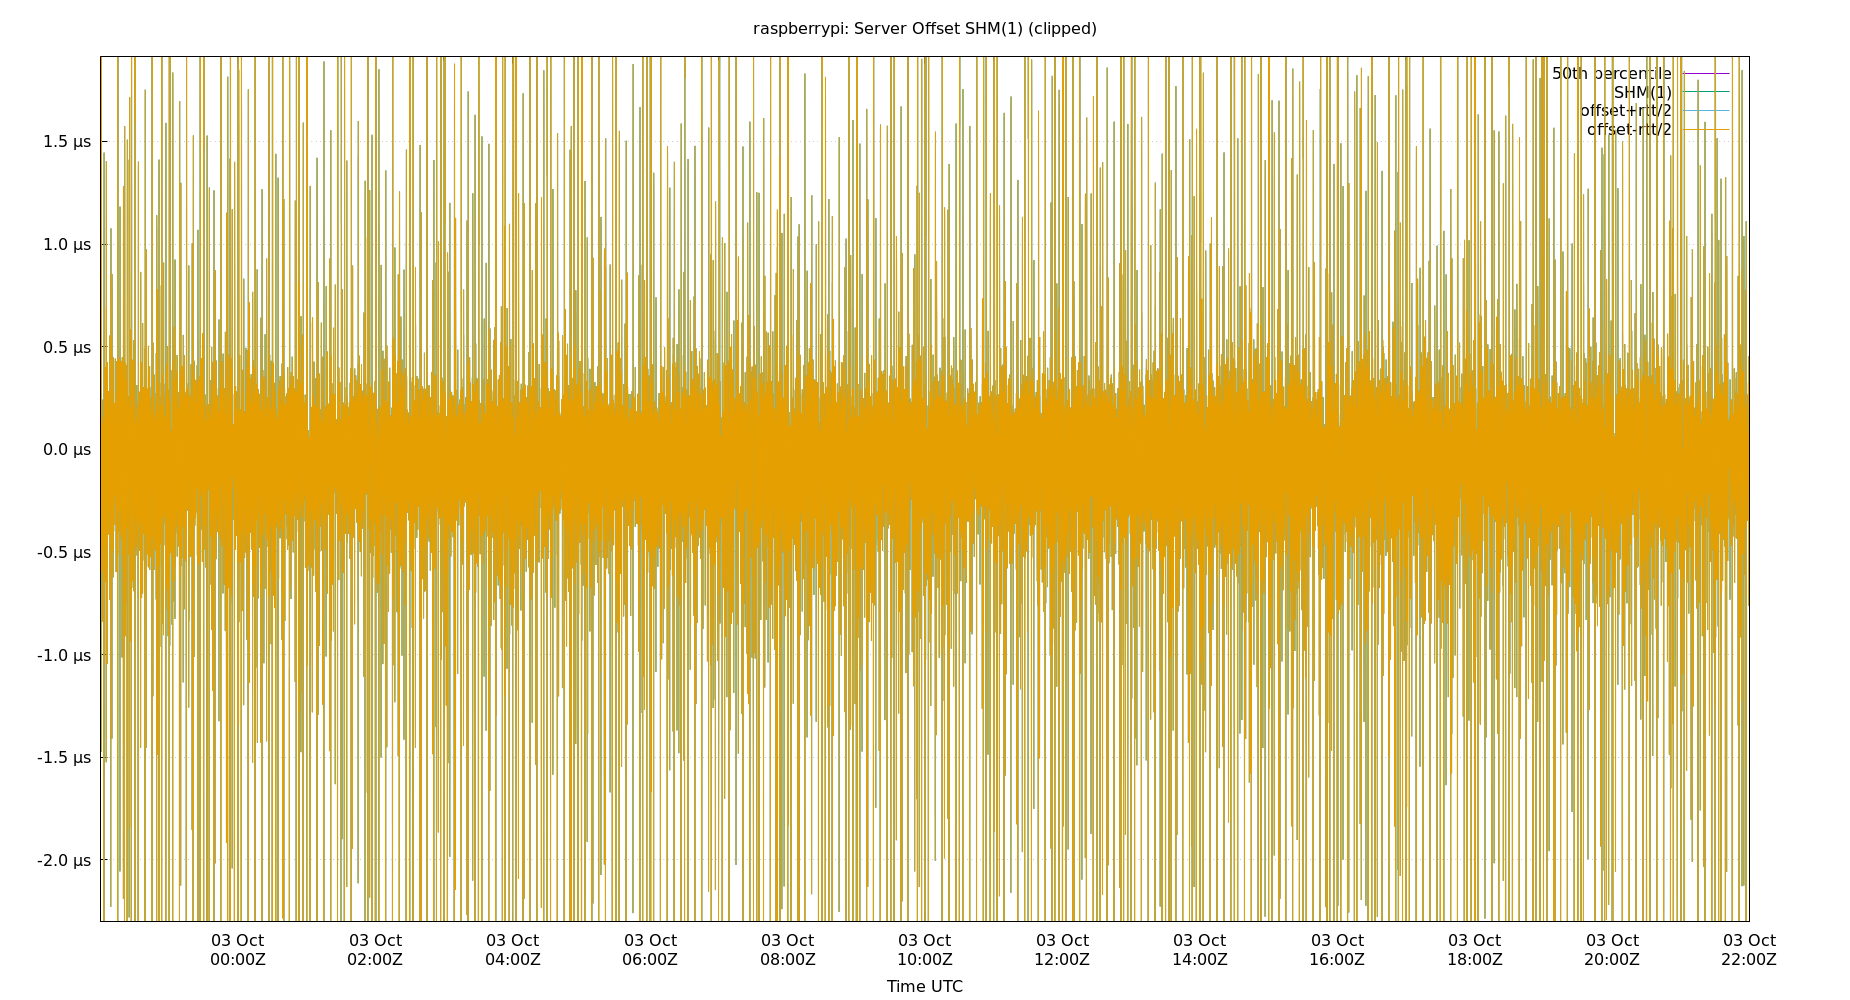 raspberrypi: Server Offset SHM(1) (clipped)
50th percentile
SHM(1)
offset+rtt/2
offset-rtt/2
1.5 µs
1.0 µs
0.5 µs
0.0 µs
-0.5 µs
-1.0 µs
-1.5 µs
-2.0 µs
03 Oct 03 Oct 03 Oct 03 Oct 03 Oct 03 Oct 03 Oct 03 Oct 03 Oct 03 Oct 03 Oct 03 Oct
00:00Z 02:00Z 04:00Z 06:00Z 08:00Z 10:00Z 12:00Z 14:00Z 16:00Z 18:00Z 20:00Z 22:00Z
Time UTC